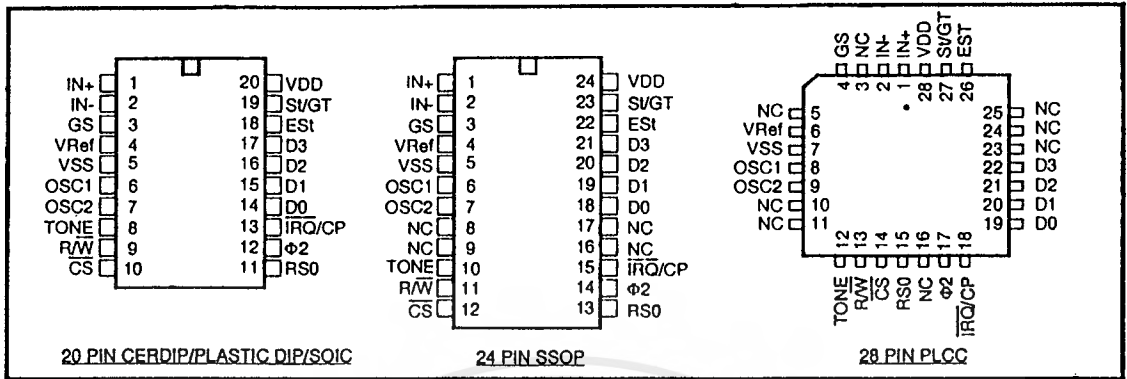 IN+ 1 20 VDD
IN- 2 19 St/GT
GS 3 18 ESt
VRef 4 17 D3
VSS 5 16 D2
OSC1 6 15 D1
OSC2 7 14 D0
TONE 8 13 I̅R̅Q̅/CP
R/W̅ 9 12 Φ2
C̅S̅ 10 11 RS0
20 PIN CERDIP/PLASTIC DIP/SOIC
IN+ 1 24 VDD
IN- 2 23 St/GT
GS 3 22 ESt
VRef 4 21 D3
VSS 5 20 D2
OSC1 6 19 D1
OSC2 7 18 D0
NC 8 17 NC
NC 9 16 NC
TONE 10 15 I̅R̅Q̅/CP
R/W̅ 11 14 Φ2
C̅S̅ 12 13 RS0
24 PIN SSOP
GS NC IN- IN+ VDD St/GT EST
4 3 2 1 28 27 26
NC 5 25 NC
VRef 6 24 NC
VSS 7 23 NC
OSC1 8 22 D3
OSC2 9 21 D2
NC 10 20 D1
NC 11 19 D0
12 13 14 15 16 17 18
TONE R/W̅ C̅S̅ RS0 NC Φ2 I̅R̅Q̅/CP
28 PIN PLCC